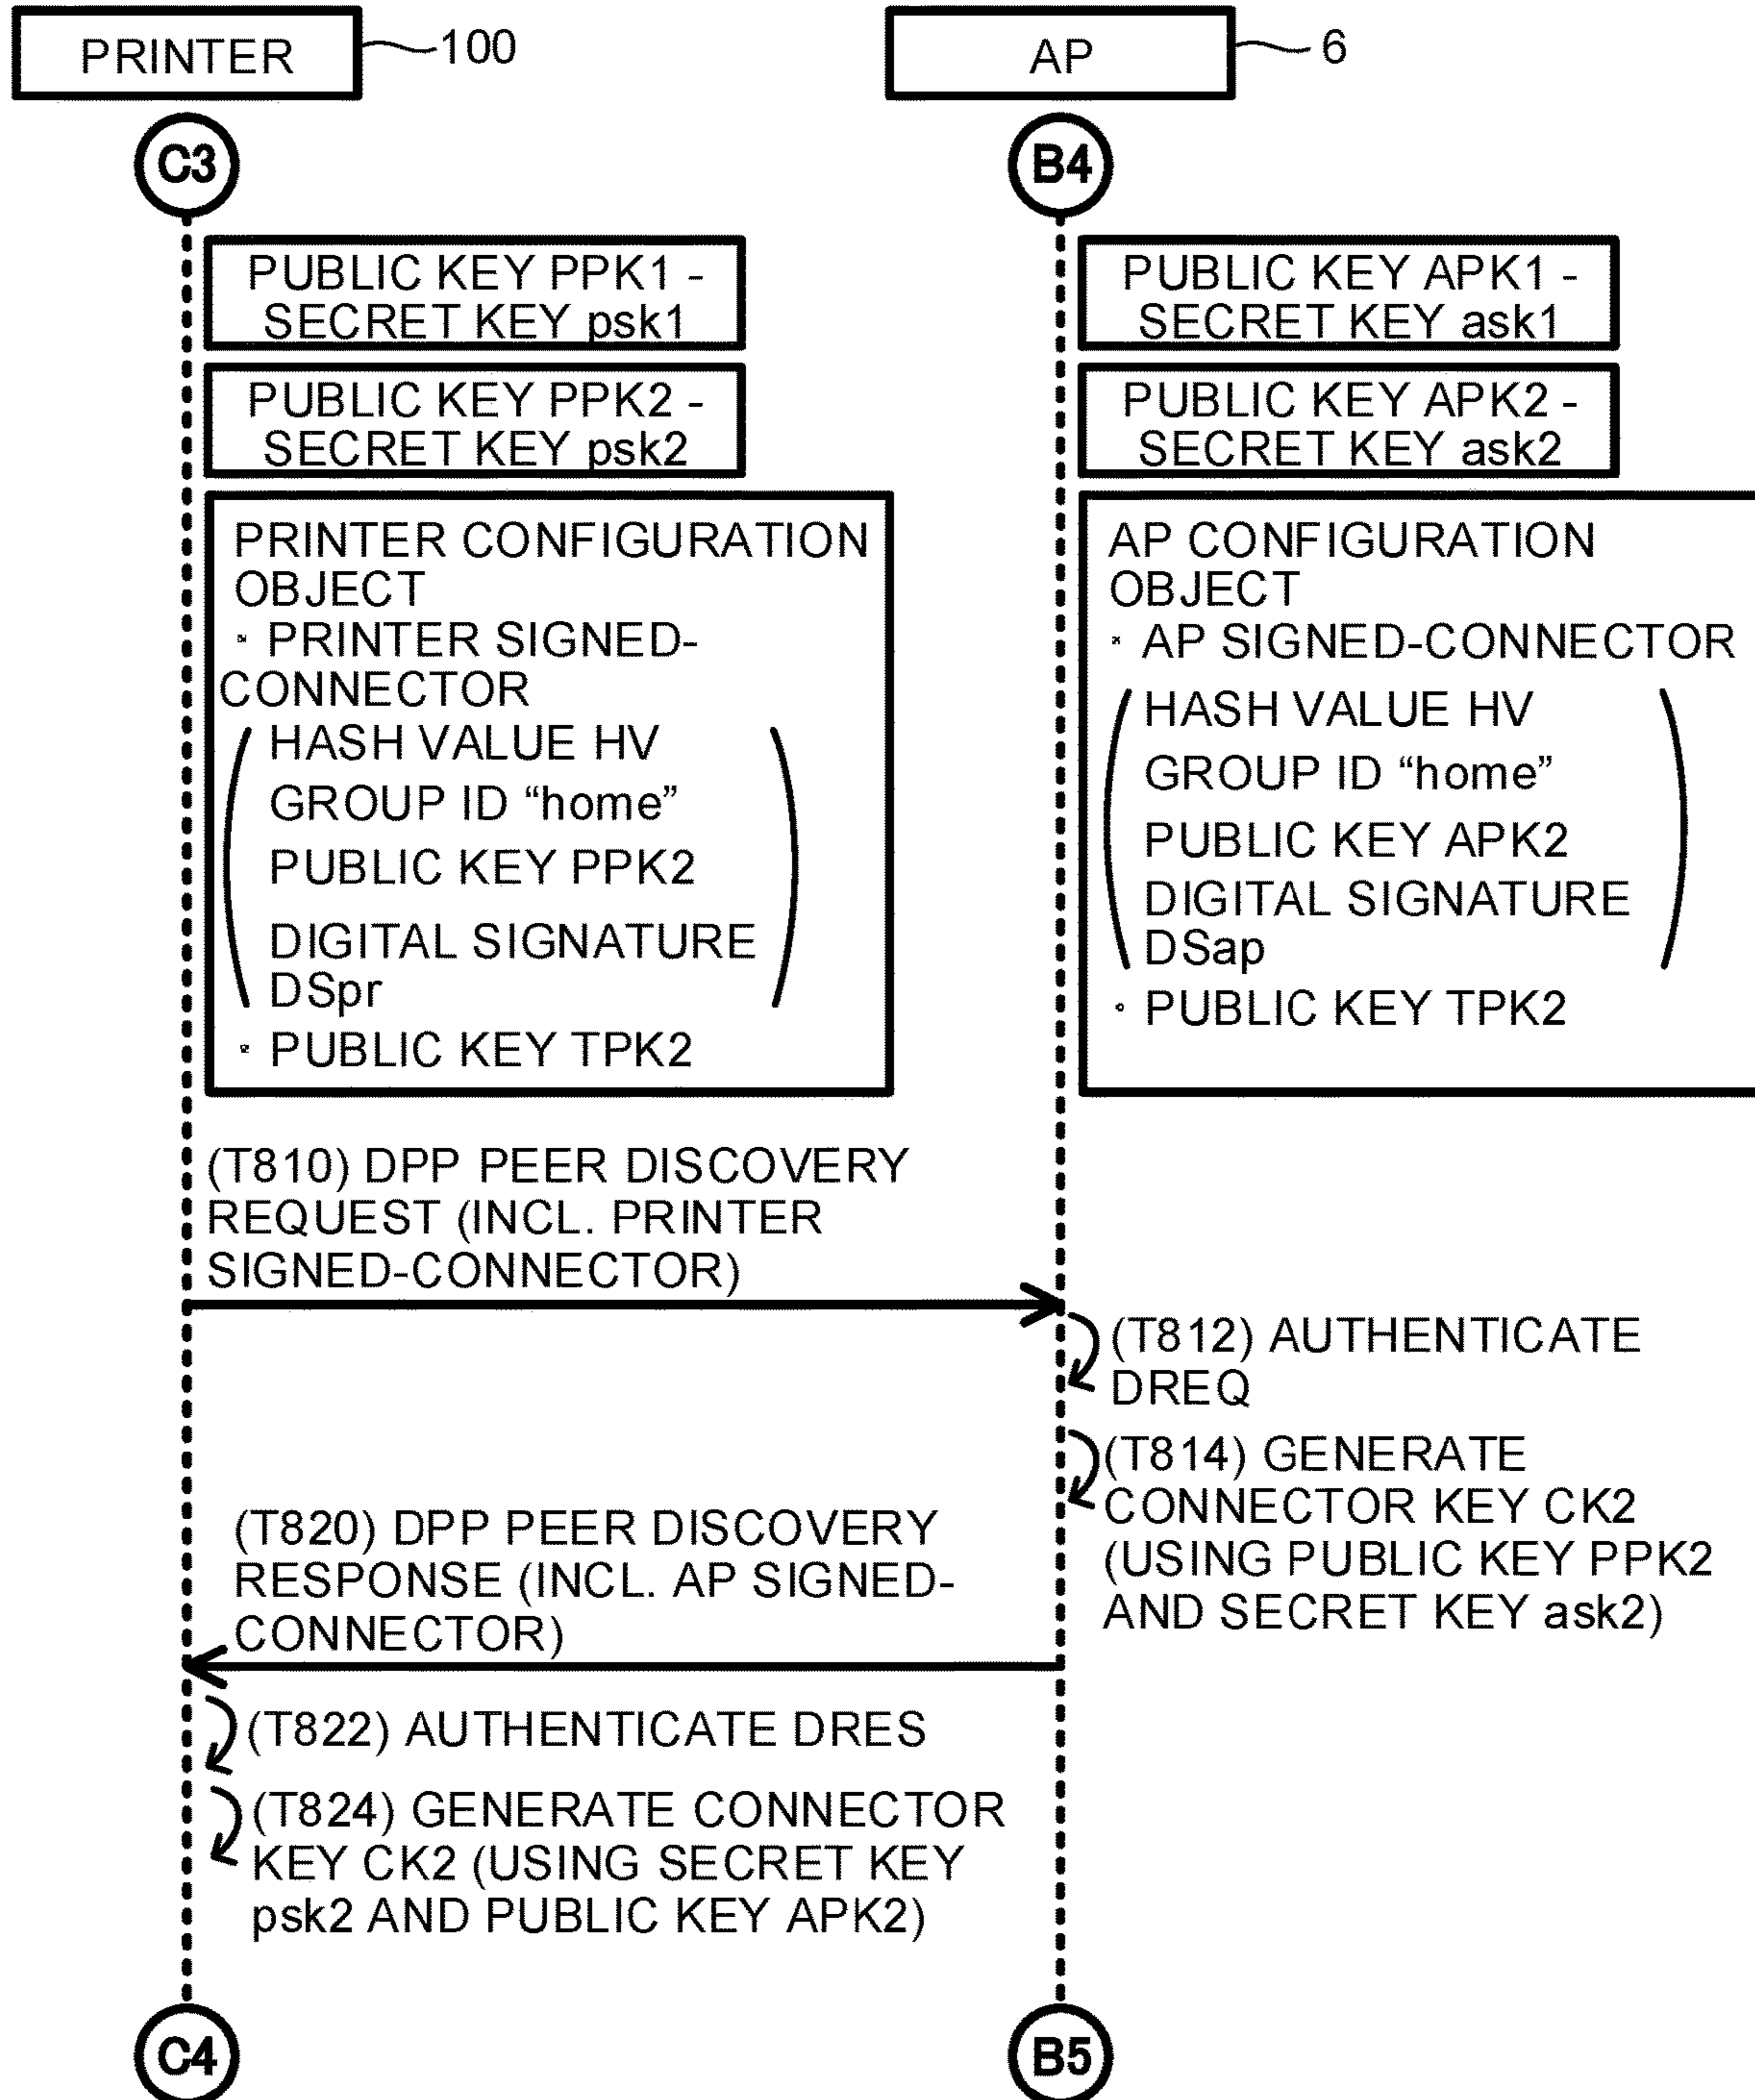 PRINTER
100
AP
6
C3
B4
PUBLIC KEY PPK1 -
SECRET KEY psk1
PUBLIC KEY APK1 -
SECRET KEY ask1
PUBLIC KEY PPK2 -
SECRET KEY psk2
PUBLIC KEY APK2 -
SECRET KEY ask2
PRINTER CONFIGURATION
OBJECT
・ PRINTER SIGNED-
CONNECTOR
HASH VALUE HV
GROUP ID “home”
PUBLIC KEY PPK2
DIGITAL SIGNATURE
DSpr
・ PUBLIC KEY TPK2
AP CONFIGURATION
OBJECT
・ AP SIGNED-CONNECTOR
HASH VALUE HV
GROUP ID “home”
PUBLIC KEY APK2
DIGITAL SIGNATURE
DSap
・ PUBLIC KEY TPK2
(T810) DPP PEER DISCOVERY
REQUEST (INCL. PRINTER
SIGNED-CONNECTOR)
(T812) AUTHENTICATE
DREQ
(T814) GENERATE
CONNECTOR KEY CK2
(USING PUBLIC KEY PPK2
AND SECRET KEY ask2)
(T820) DPP PEER DISCOVERY
RESPONSE (INCL. AP SIGNED-
CONNECTOR)
(T822) AUTHENTICATE DRES
(T824) GENERATE CONNECTOR
KEY CK2 (USING SECRET KEY
psk2 AND PUBLIC KEY APK2)
C4
B5